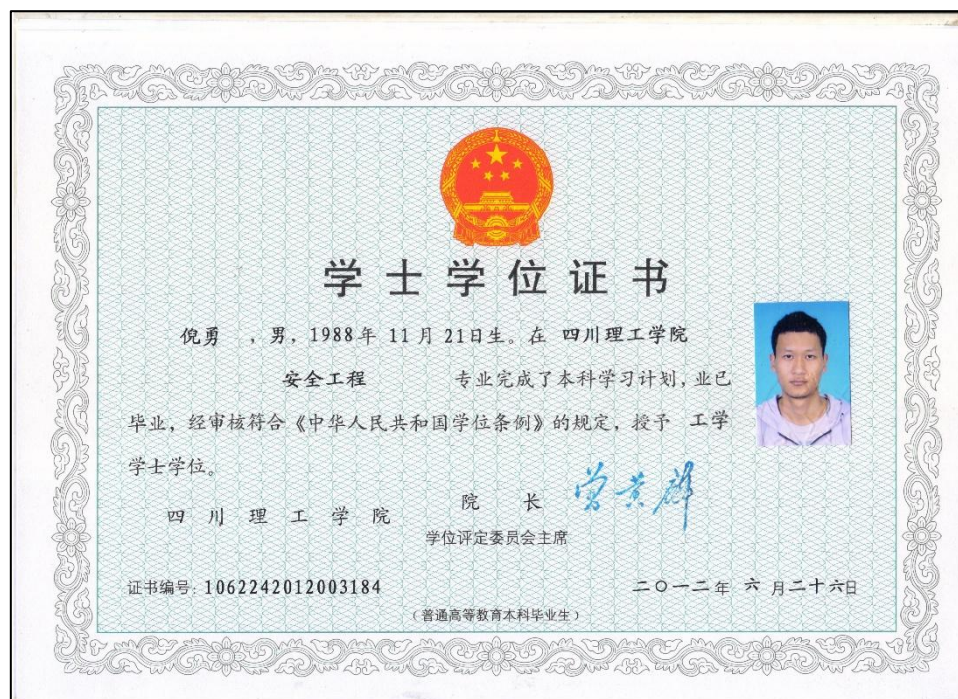 学士学位证书
倪勇 ，男，1988年 11月 21日生。在 四川理工学院
安全工程 专业完成了本科学习计划，业已
毕业，经审核符合《中华人民共和国学位条例》的规定，授予 工学
学士学位。
四川理工学院 院长 曾黄麟
学位评定委员会主席
证书编号：1062242012003184 二〇一二年 六月二十六日
（普通高等教育本科毕业生）